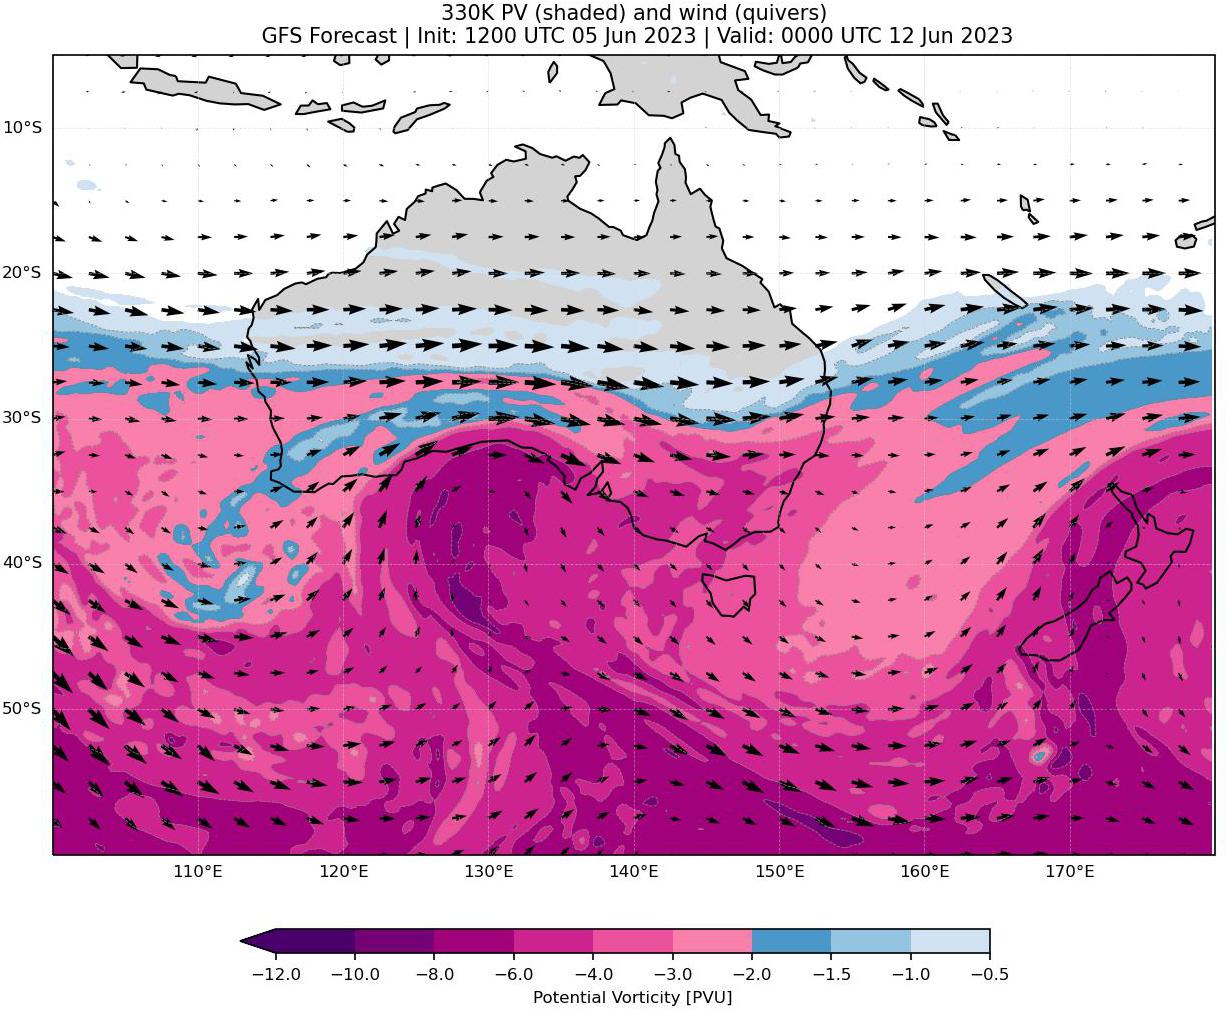 330K PV (shaded) and wind (quivers)
GFS Forecast | Init: 1200 UTC 05 Jun 2023 | Valid: 0000 UTC 12 Jun 2023
10°S
20°S
30°S
40°S
50°S
110°E 120°E 130°E 140°E 150°E 160°E 170°E
−12.0 −10.0 −8.0 −6.0 −4.0 −3.0 −2.0 −1.5 −1.0 −0.5
Potential Vorticity [PVU]